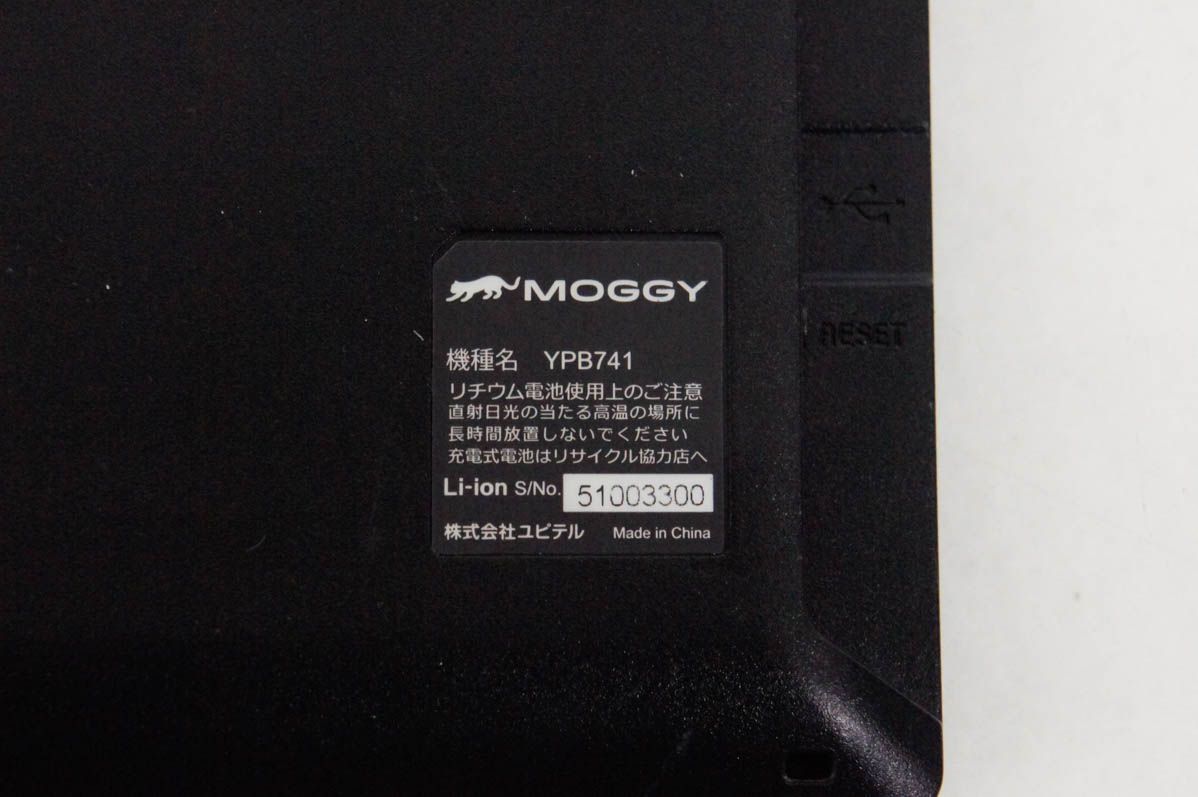 MOGGY
機種名 YPB741
リチウム電池使用上のご注意
直射日光の当たる高温の場所に
長時間放置しないでください
充電式電池はリサイクル協力店へ
Li-ion S/No. 51003300
株式会社ユピテル Made in China
RESET